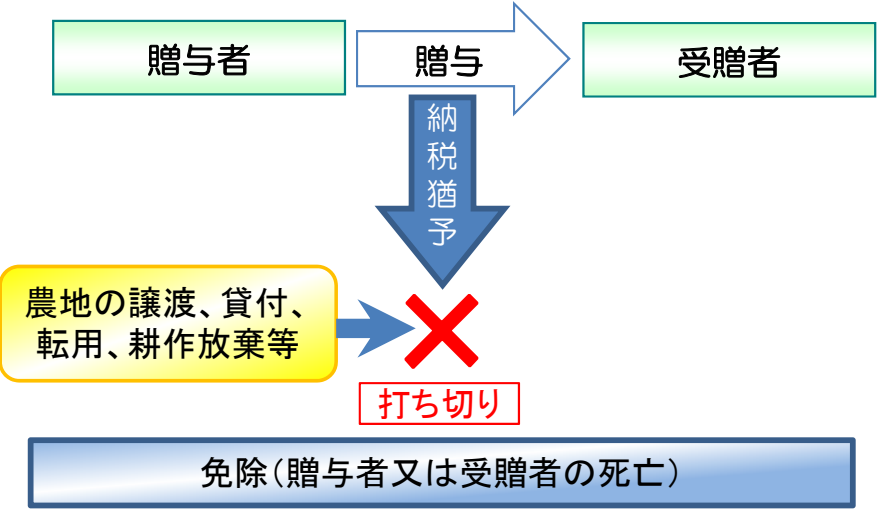 贈与者
贈与
受贈者
納税猶予
農地の譲渡、貸付、
転用、耕作放棄等
打ち切り
免除(贈与者又は受贈者の死亡)